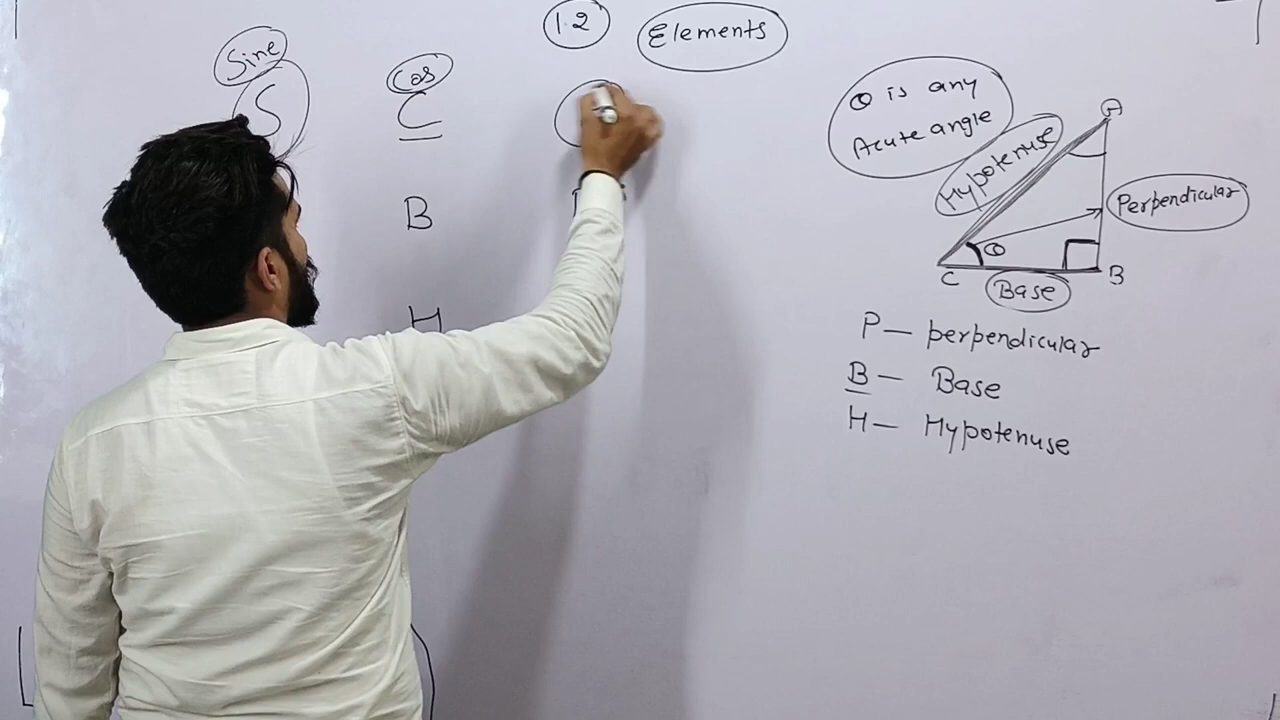 1.2 Elements
Sine Cos
S C
B
H
θ is any
Acute angle
A
Hypotenuse
Perpendicular
θ
C B
Base
P — perpendicular
B — Base
H — Hypotenuse